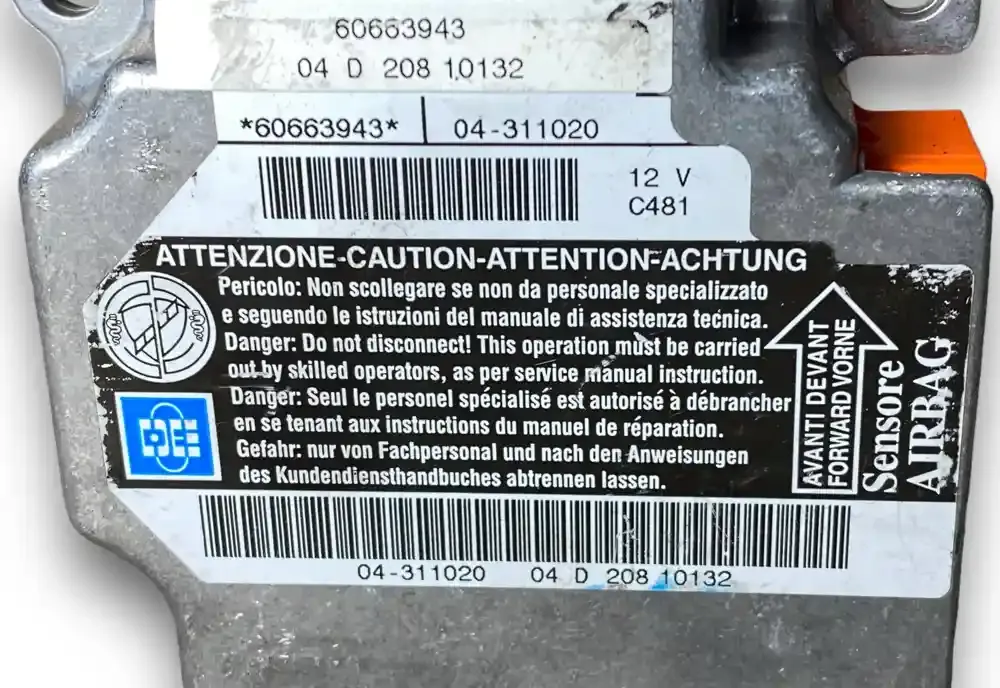 60663943
04 D 208 10132
*60663943* 04-311020
12 V
C481
ATTENZIONE-CAUTION-ATTENTION-ACHTUNG
Pericolo: Non scollegare se non da personale specializzato
e seguendo le istruzioni del manuale di assistenza tecnica.
Danger: Do not disconnect! This operation must be carried
out by skilled operators, as per service manual instruction.
Danger: Seul le personel spécialisé est autorisé à débrancher
en se tenant aux instructions du manuel de réparation.
Gefahr: nur von Fachpersonal und nach den Anweisungen
des Kundendiensthandbuches abtrennen lassen.
AVANTI DEVANT
FORWARD VORNE
Sensore
AIRBAG
04-311020 04 D 208 10132